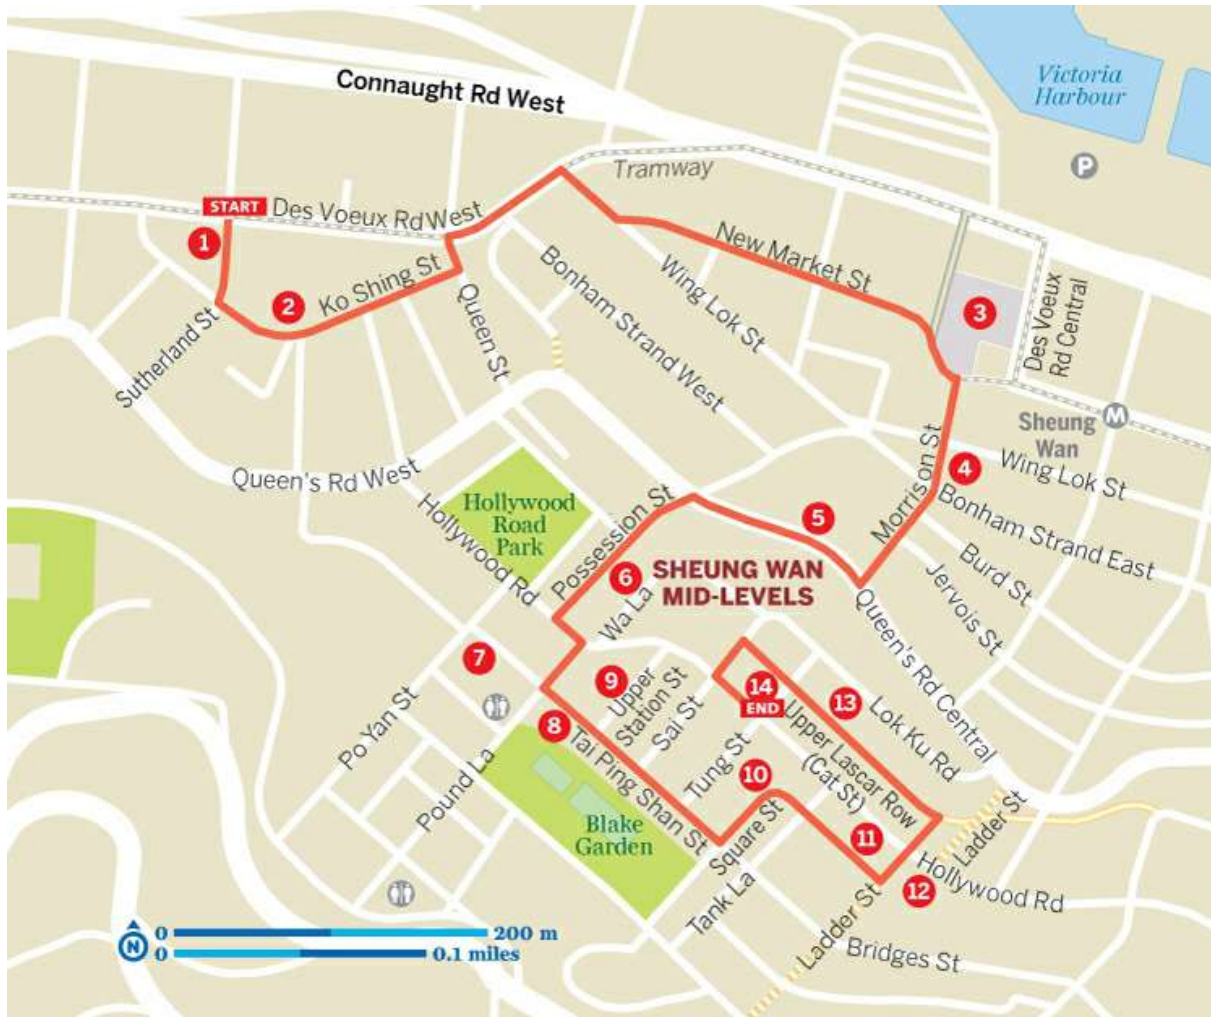 Connaught Rd West
Victoria
Harbour
P
Tramway
START
Des Voeux Rd West
1
New Market St
2
Ko Shing St
Bonham Strand West
Wing Lok St
3
Des Voeux
Rd Central
Sutherland St
Queen St
Sheung
Wan
M
Queen's Rd West
Morrison St
4
Wing Lok St
Hollywood
Road
Park
Hollywood Rd
Possession St
5
Bonham Strand East
Burd St
Jervois St
6
SHEUNG WAN
MID-LEVELS
Wa La
Queen's Rd Central
7
9
Upper
Station St
Sai St
14
END
13
Lok Ku Rd
Po Yan St
8
Tai Ping Shan St
Tung St
10
Upper Lascar Row
(Cat St)
Pound La
Blake
Garden
Square St
11
Ladder St
12
Hollywood Rd
Tank La
Ladder St
Bridges St
N
0
200 m
0
0.1 miles